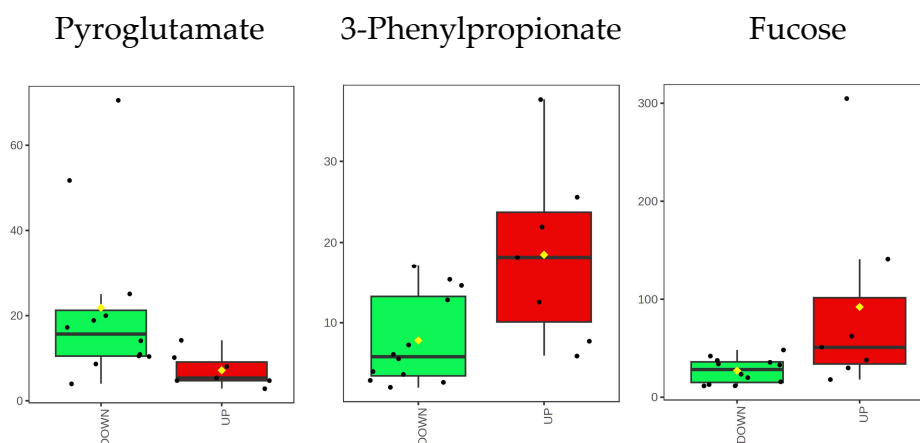 Pyroglutamate
60
40
20
0
DOWN
UP
3-Phenylpropionate
30
20
10
DOWN
UP
Fucose
300
200
100
0
DOWN
UP